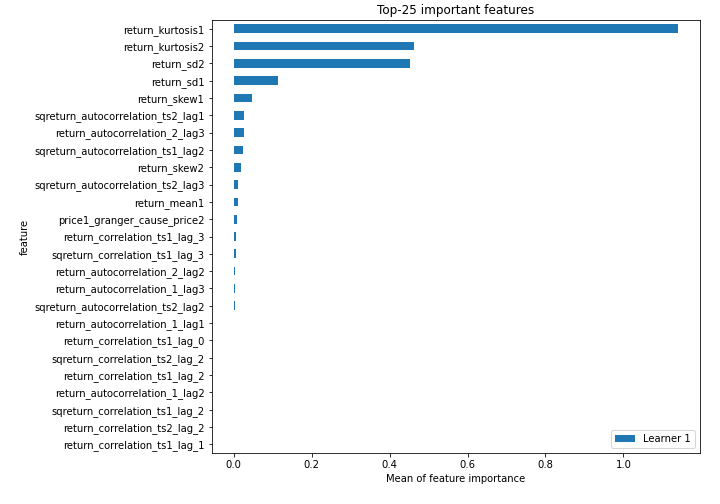 Top-25 important features
return_kurtosis1
return_kurtosis2
return_sd2
return_sd1
return_skew1
sqreturn_autocorrelation_ts2_lag1
return_autocorrelation_2_lag3
sqreturn_autocorrelation_ts1_lag2
return_skew2
sqreturn_autocorrelation_ts2_lag3
return_mean1
price1_granger_cause_price2
return_correlation_ts1_lag_3
sqreturn_correlation_ts1_lag_3
return_autocorrelation_2_lag2
return_autocorrelation_1_lag3
sqreturn_autocorrelation_ts2_lag2
return_autocorrelation_1_lag1
return_correlation_ts1_lag_0
sqreturn_correlation_ts2_lag_2
return_correlation_ts1_lag_2
return_autocorrelation_1_lag2
sqreturn_correlation_ts1_lag_2
return_correlation_ts2_lag_2
return_correlation_ts1_lag_1
feature
Learner 1
0.0 0.2 0.4 0.6 0.8 1.0
Mean of feature importance